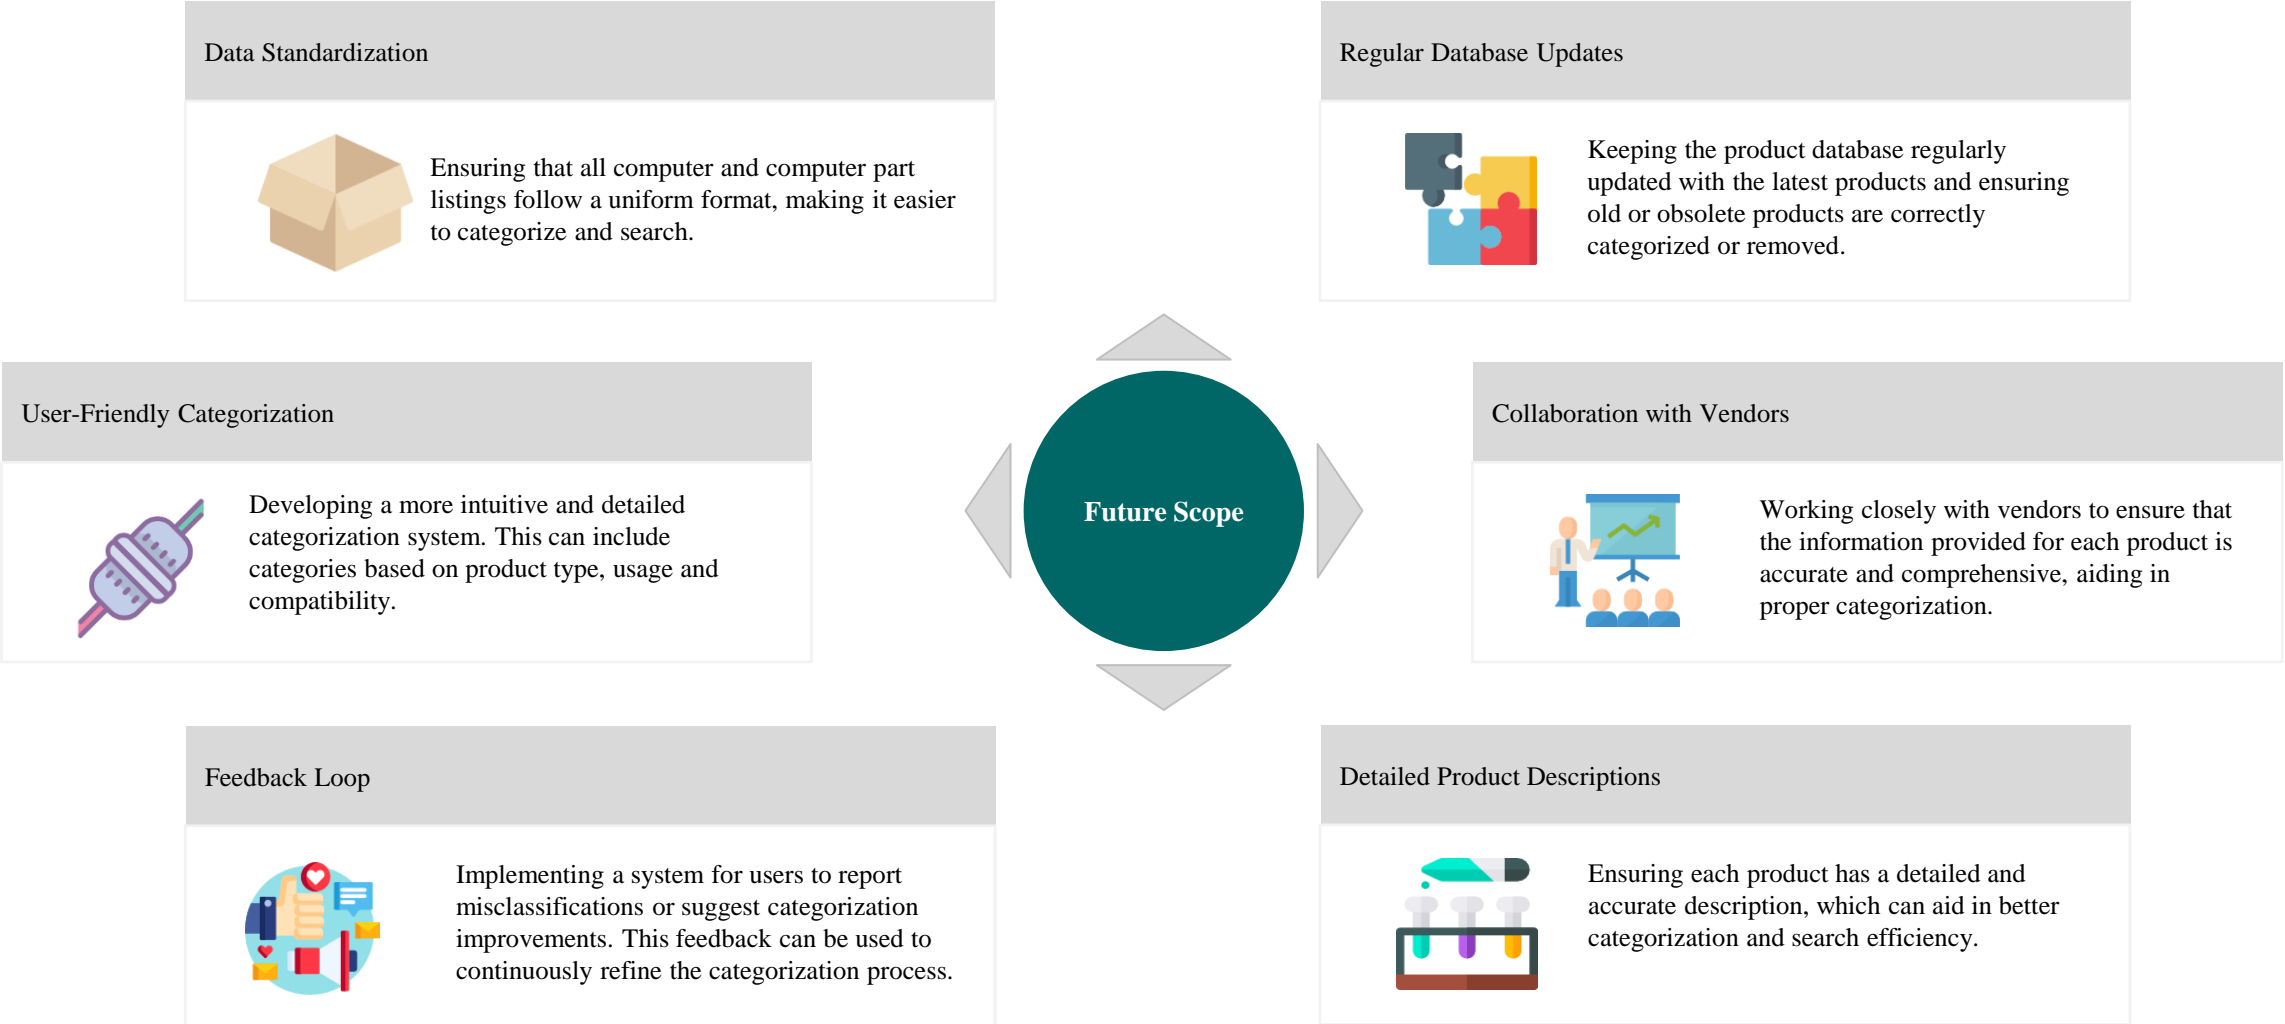 Data Standardization
Ensuring that all computer and computer part
listings follow a uniform format, making it easier
to categorize and search.
Regular Database Updates
Keeping the product database regularly
updated with the latest products and ensuring
old or obsolete products are correctly
categorized or removed.
User-Friendly Categorization
Developing a more intuitive and detailed
categorization system. This can include
categories based on product type, usage and
compatibility.
Future Scope
Collaboration with Vendors
Working closely with vendors to ensure that
the information provided for each product is
accurate and comprehensive, aiding in
proper categorization.
Feedback Loop
Implementing a system for users to report
misclassifications or suggest categorization
improvements. This feedback can be used to
continuously refine the categorization process.
Detailed Product Descriptions
Ensuring each product has a detailed and
accurate description, which can aid in better
categorization and search efficiency.